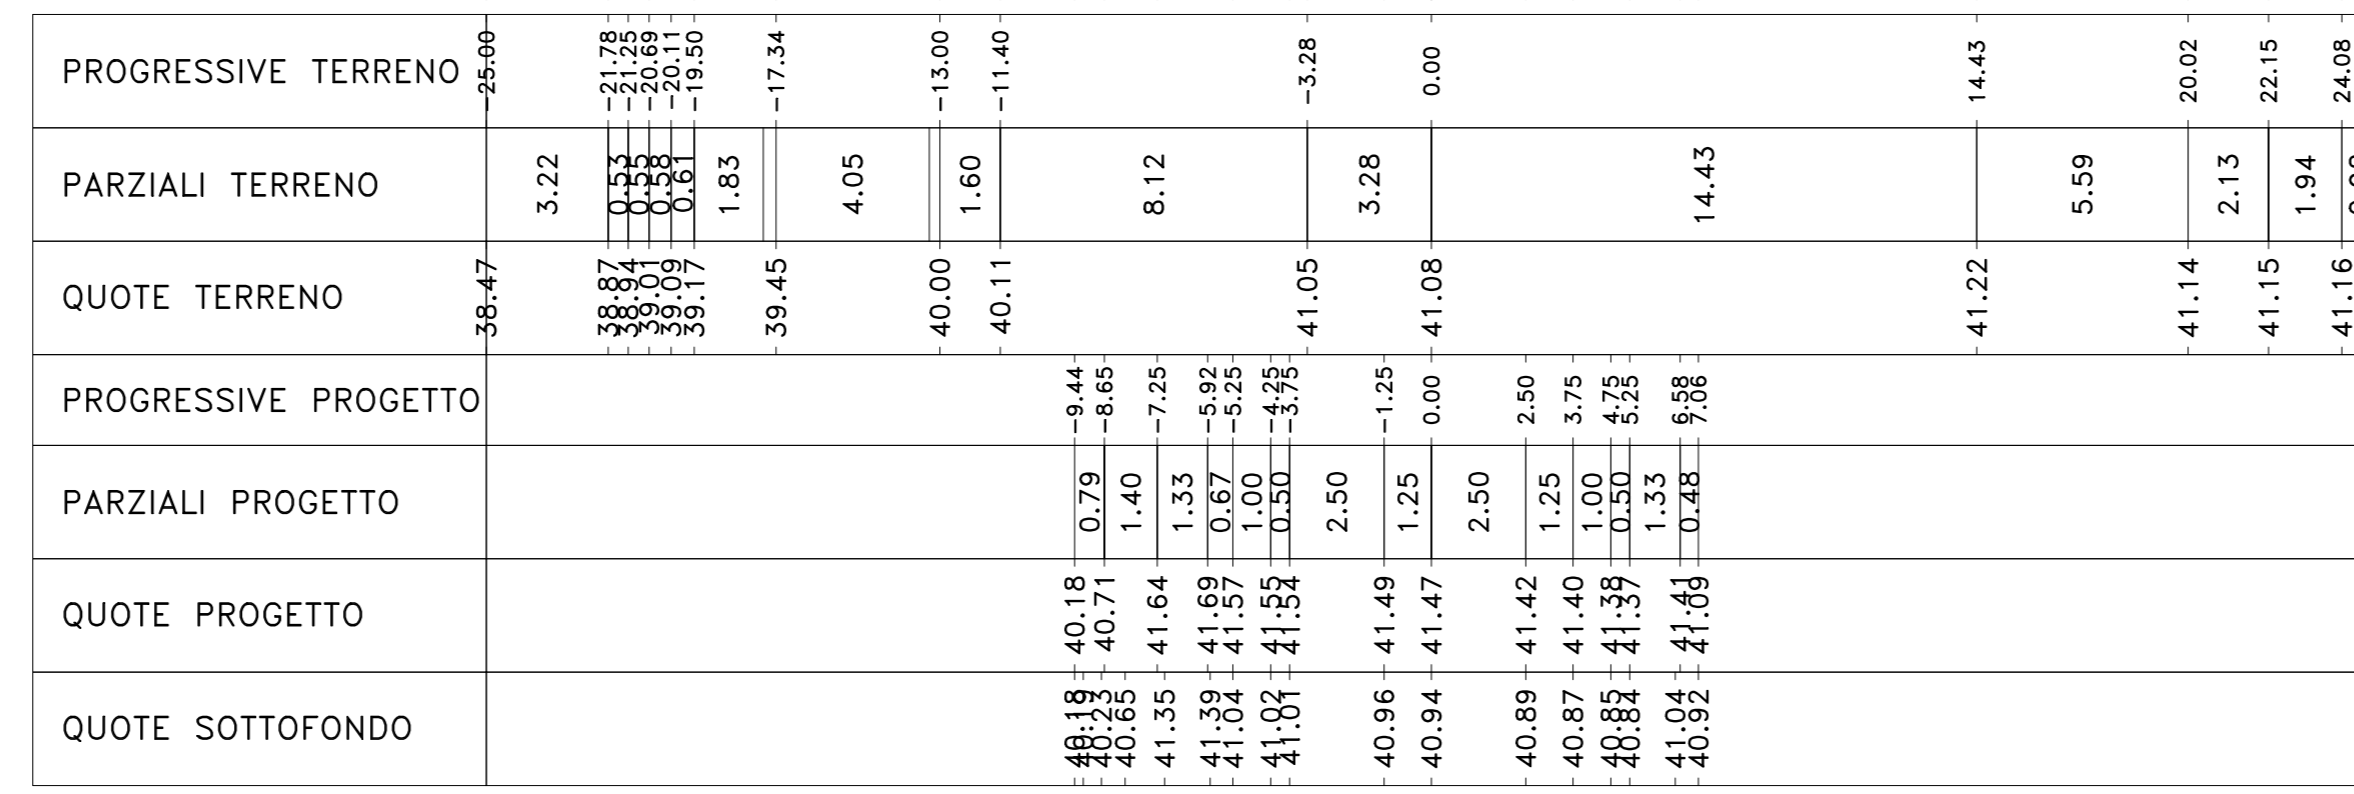 PROGRESSIVE TERRENO -25.00 -21.78 -21.25 -20.69 -20.11 -19.50 -17.34 -13.00 -11.40 -3.28 0.00 14.43 20.02 22.15 24.08
PARZIALI TERRENO 3.22 0.53 0.55 0.58 0.61 1.83 4.05 1.60 8.12 3.28 14.43 5.59 2.13 1.94
QUOTE TERRENO 38.47 38.87 38.94 39.01 39.09 39.17 39.45 40.00 40.11 41.05 41.08 41.22 41.14 41.15 41.16
PROGRESSIVE PROGETTO -9.44 -8.65 -7.25 -5.92 -5.25 -4.25 -3.75 -1.25 0.00 2.50 3.75 4.75 5.25 6.58 7.06
PARZIALI PROGETTO 0.79 1.40 1.33 0.67 1.00 0.50 2.50 1.25 2.50 1.25 1.00 0.50 1.33 0.48
QUOTE PROGETTO 40.18 40.71 41.64 41.69 41.57 41.55 41.54 41.49 41.47 41.42 41.40 41.38 41.37 41.41 41.09
QUOTE SOTTOFONDO 40.18 40.19 40.23 40.65 41.35 41.39 41.04 41.02 41.01 40.96 40.94 40.89 40.87 40.85 40.84 41.04 40.92